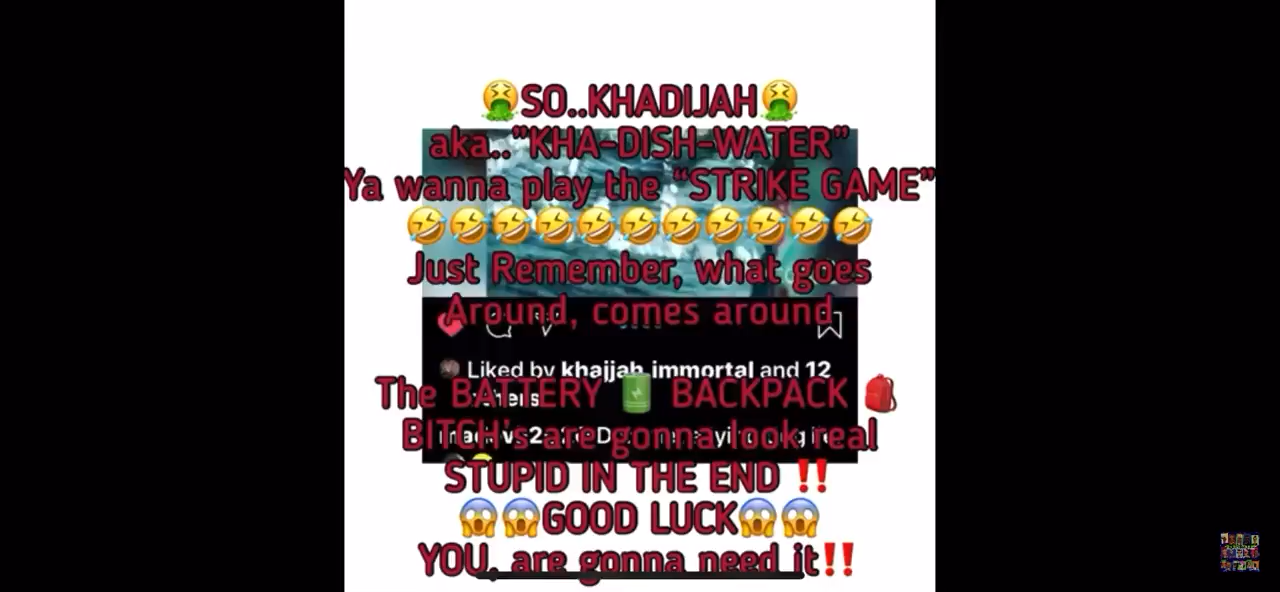 🤮SO..KHADIJAH🤮
aka.."KHA-DISH-WATER"
Ya wanna play the “STRIKE GAME”
🤣🤣🤣🤣🤣🤣🤣🤣🤣🤣🤣
Just Remember, what goes
Around, comes around
Liked by khajjah_immortal and 12
The BATTERY 🔋 BACKPACK 🎒
BITCH's are gonna look real
STUPID IN THE END ‼️
😱😱GOOD LUCK😱😱
YOU, are gonna need it‼️